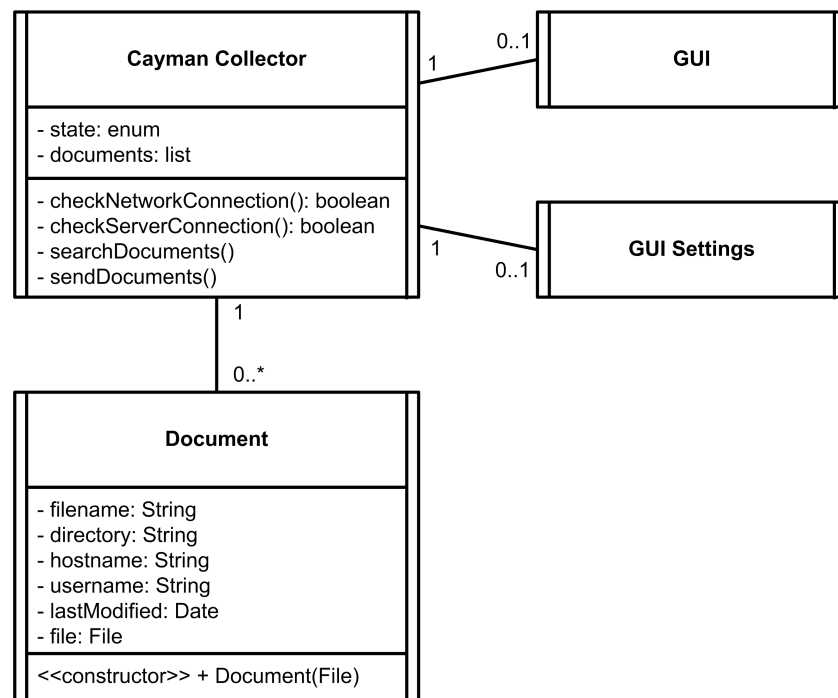 Cayman Collector
- state: enum
- documents: list
- checkNetworkConnection(): boolean
- checkServerConnection(): boolean
- searchDocuments()
- sendDocuments()
1
0..1
GUI
1
0..1
GUI Settings
1
0..*
Document
- filename: String
- directory: String
- hostname: String
- username: String
- lastModified: Date
- file: File
<<constructor>> + Document(File)